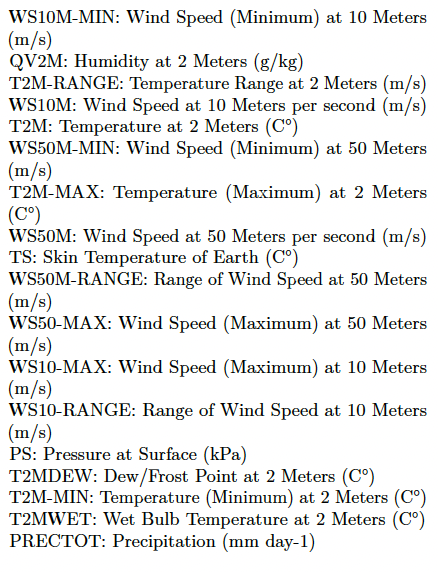 WS10M-MIN: Wind Speed (Minimum) at 10 Meters
(m/s)
QV2M: Humidity at 2 Meters (g/kg)
T2M-RANGE: Temperature Range at 2 Meters (m/s)
WS10M: Wind Speed at 10 Meters per second (m/s)
T2M: Temperature at 2 Meters (C°)
WS50M-MIN: Wind Speed (Minimum) at 50 Meters
(m/s)
T2M-MAX: Temperature (Maximum) at 2 Meters
(C°)
WS50M: Wind Speed at 50 Meters per second (m/s)
TS: Skin Temperature of Earth (C°)
WS50M-RANGE: Range of Wind Speed at 50 Meters
(m/s)
WS50-MAX: Wind Speed (Maximum) at 50 Meters
(m/s)
WS10-MAX: Wind Speed (Maximum) at 10 Meters
(m/s)
WS10-RANGE: Range of Wind Speed at 10 Meters
(m/s)
PS: Pressure at Surface (kPa)
T2MDEW: Dew/Frost Point at 2 Meters (C°)
T2M-MIN: Temperature (Minimum) at 2 Meters (C°)
T2MWET: Wet Bulb Temperature at 2 Meters (C°)
PRECTOT: Precipitation (mm day-1)